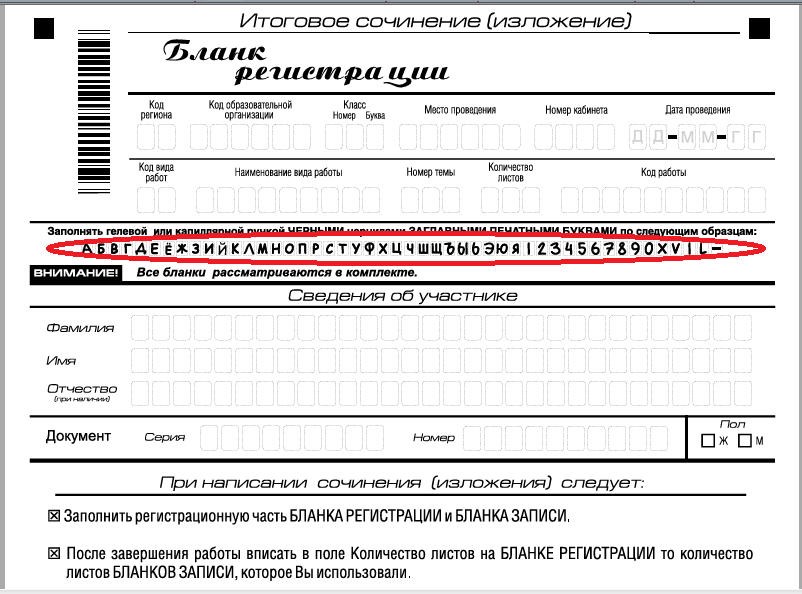 Итоговое сочинение (изложение)
Бланк
регистрации
Код региона Код образовательной организации Класс Номер Буква Место проведения Номер кабинета Дата проведения
Д Д - М М - Г Г
Код вида работ Наименование вида работы Номер темы Количество листов Код работы
Заполнять гелевой или капиллярной ручкой ЧЕРНЫМИ чернилами ЗАГЛАВНЫМИ ПЕЧАТНЫМИ БУКВАМИ по следующим образцам:
А Б В Г Д Е Ё Ж З И Й К Л М Н О П Р С Т У Ф Х Ц Ч Ш Щ Ъ Ы Ь Э Ю Я 1 2 3 4 5 6 7 8 9 0 X V I L -
ВНИМАНИЕ! Все бланки рассматриваются в комплекте.
Сведения об участнике
Фамилия
Имя
Отчество
(при наличии)
Документ Серия Номер Пол
Ж М
При написании сочинения (изложения) следует:
☒ Заполнить регистрационную часть БЛАНКА РЕГИСТРАЦИИ и БЛАНКА ЗАПИСИ.
☒ После завершения работы вписать в поле Количество листов на БЛАНКЕ РЕГИСТРАЦИИ то количество
листов БЛАНКОВ ЗАПИСИ, которое Вы использовали.